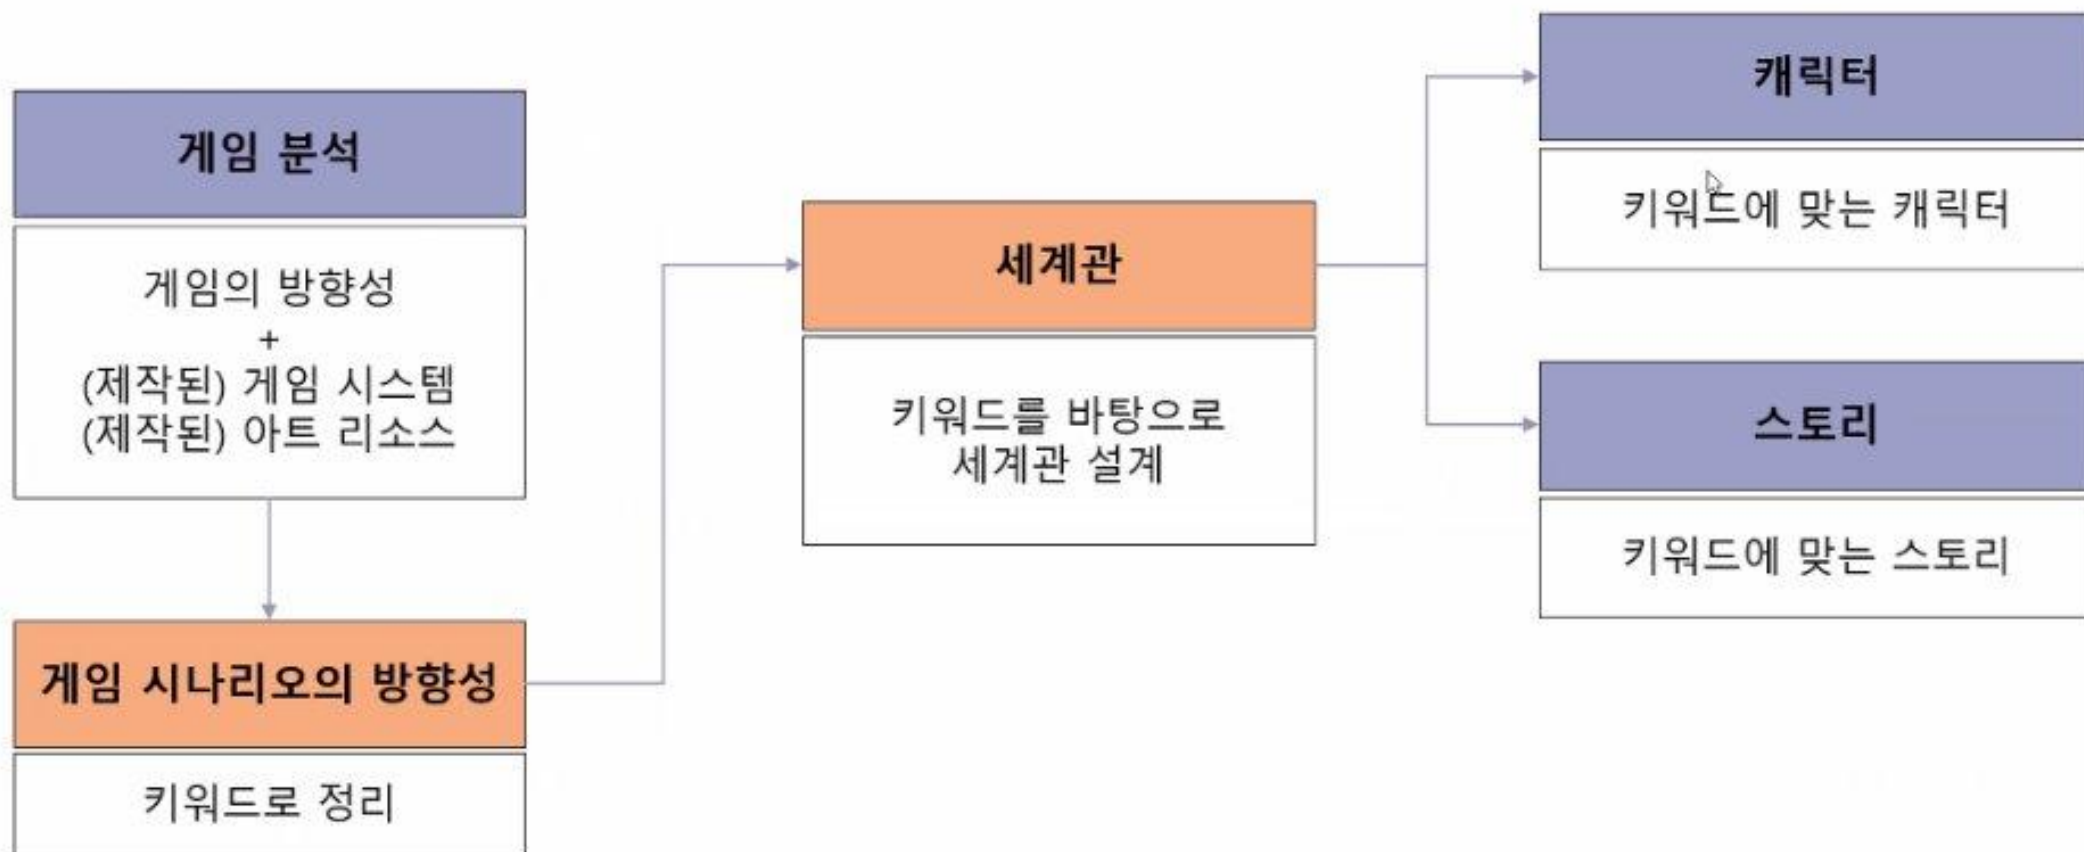 게임 분석
게임의 방향성
+
(제작된) 게임 시스템
(제작된) 아트 리소스
게임 시나리오의 방향성
키워드로 정리
세계관
키워드를 바탕으로
세계관 설계
캐릭터
키워드에 맞는 캐릭터
스토리
키워드에 맞는 스토리